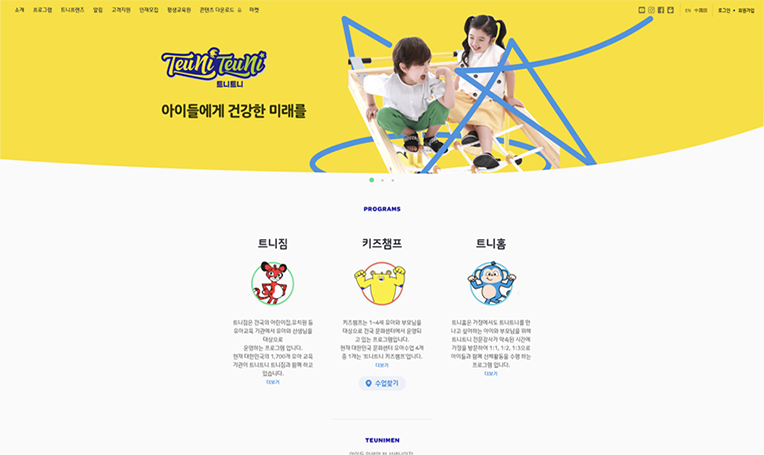 소개 프로그램 트니프렌즈 알림 고객지원 인재모집 평생교육원 콘텐츠 다운로드 마켓
EN 中國語 로그인 회원가입
TeuNi TeuNi
트니트니
아이들에게 건강한 미래를
PROGRAMS
트니짐
트니짐은 전국의 어린이집,유치원 등
유아교육 기관에서 유아와 선생님을
대상으로
운영하는 프로그램 입니다.
현재 대한민국의 1,700개 유아 교육
기관이 트니트니 트니짐과 함께 하고
있습니다.
더보기
키즈챔프
키즈챔프는 1~4세 유아와 부모님을
대상으로 전국 문화센터에서 운영되
고 있는 프로그램입니다.
현재 대한민국 문화센터 유아수업 4개
중 1개는 '트니트니 키즈챔프'입니다.
더보기
수업찾기
트니홈
트니홈은 가정에서도 트니트니를 만
나고 싶어하는 아이와 부모님을 위해
트니트니 전문강사가 약속된 시간에
가정을 방문하여 1:1, 1:2, 1:3으로
아이들과 함께 신체활동을 수행 하는
프로그램 입니다.
더보기
TEUNIMEN